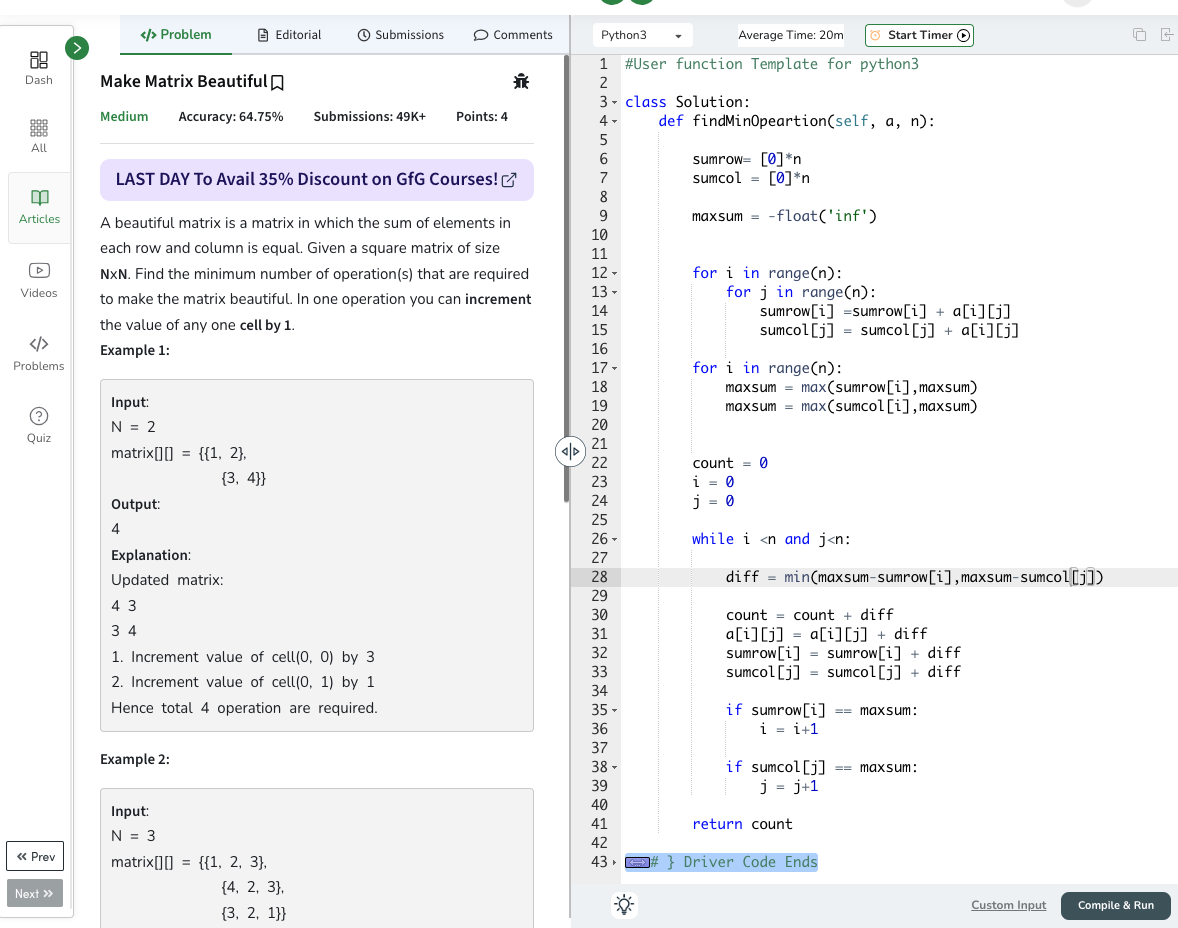 Dash
All
Articles
Videos
Problems
Quiz
Prev
Next
Problem
Editorial
Submissions
Comments
Make Matrix Beautiful
Medium
Accuracy: 64.75%
Submissions: 49K+
Points: 4
LAST DAY To Avail 35% Discount on GfG Courses!
A beautiful matrix is a matrix in which the sum of elements in
each row and column is equal. Given a square matrix of size
NxN. Find the minimum number of operation(s) that are required
to make the matrix beautiful. In one operation you can increment
the value of any one cell by 1.
Example 1:
Input:
N = 2
matrix[][] = {{1, 2},
{3, 4}}
Output:
4
Explanation:
Updated matrix:
4 3
3 4
1. Increment value of cell(0, 0) by 3
2. Increment value of cell(0, 1) by 1
Hence total 4 operation are required.
Example 2:
Input:
N = 3
matrix[][] = {{1, 2, 3},
{4, 2, 3},
{3, 2, 1}}
Python3
Average Time: 20m
Start Timer
1 #User function Template for python3
2
3 class Solution:
4     def findMinOpeartion(self, a, n):
5
6         sumrow= [0]*n
7         sumcol = [0]*n
8
9         maxsum = -float('inf')
10
11
12         for i in range(n):
13             for j in range(n):
14                 sumrow[i] =sumrow[i] + a[i][j]
15                 sumcol[j] = sumcol[j] + a[i][j]
16
17         for i in range(n):
18             maxsum = max(sumrow[i],maxsum)
19             maxsum = max(sumcol[i],maxsum)
20
21
22         count = 0
23         i = 0
24         j = 0
25
26         while i <n and j<n:
27
28             diff = min(maxsum-sumrow[i],maxsum-sumcol[j])
29
30             count = count + diff
31             a[i][j] = a[i][j] + diff
32             sumrow[i] = sumrow[i] + diff
33             sumcol[j] = sumcol[j] + diff
34
35             if sumrow[i] == maxsum:
36                 i = i+1
37
38             if sumcol[j] == maxsum:
39                 j = j+1
40
41         return count
42
43 # } Driver Code Ends
Custom Input
Compile & Run